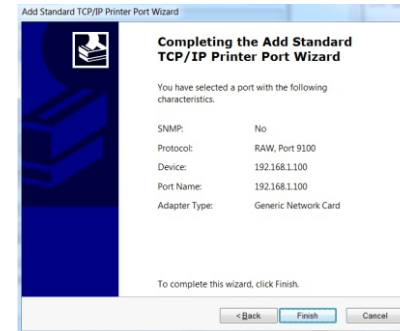 Add Standard TCP/IP Printer Port Wizard
Completing the Add Standard
TCP/IP Printer Port Wizard
You have selected a port with the following
characteristics.
SNMP: No
Protocol: RAW, Port 9100
Device: 192.168.1.100
Port Name: 192.168.1.100
Adapter Type: Generic Network Card
To complete this wizard, click Finish.
< Back Finish Cancel